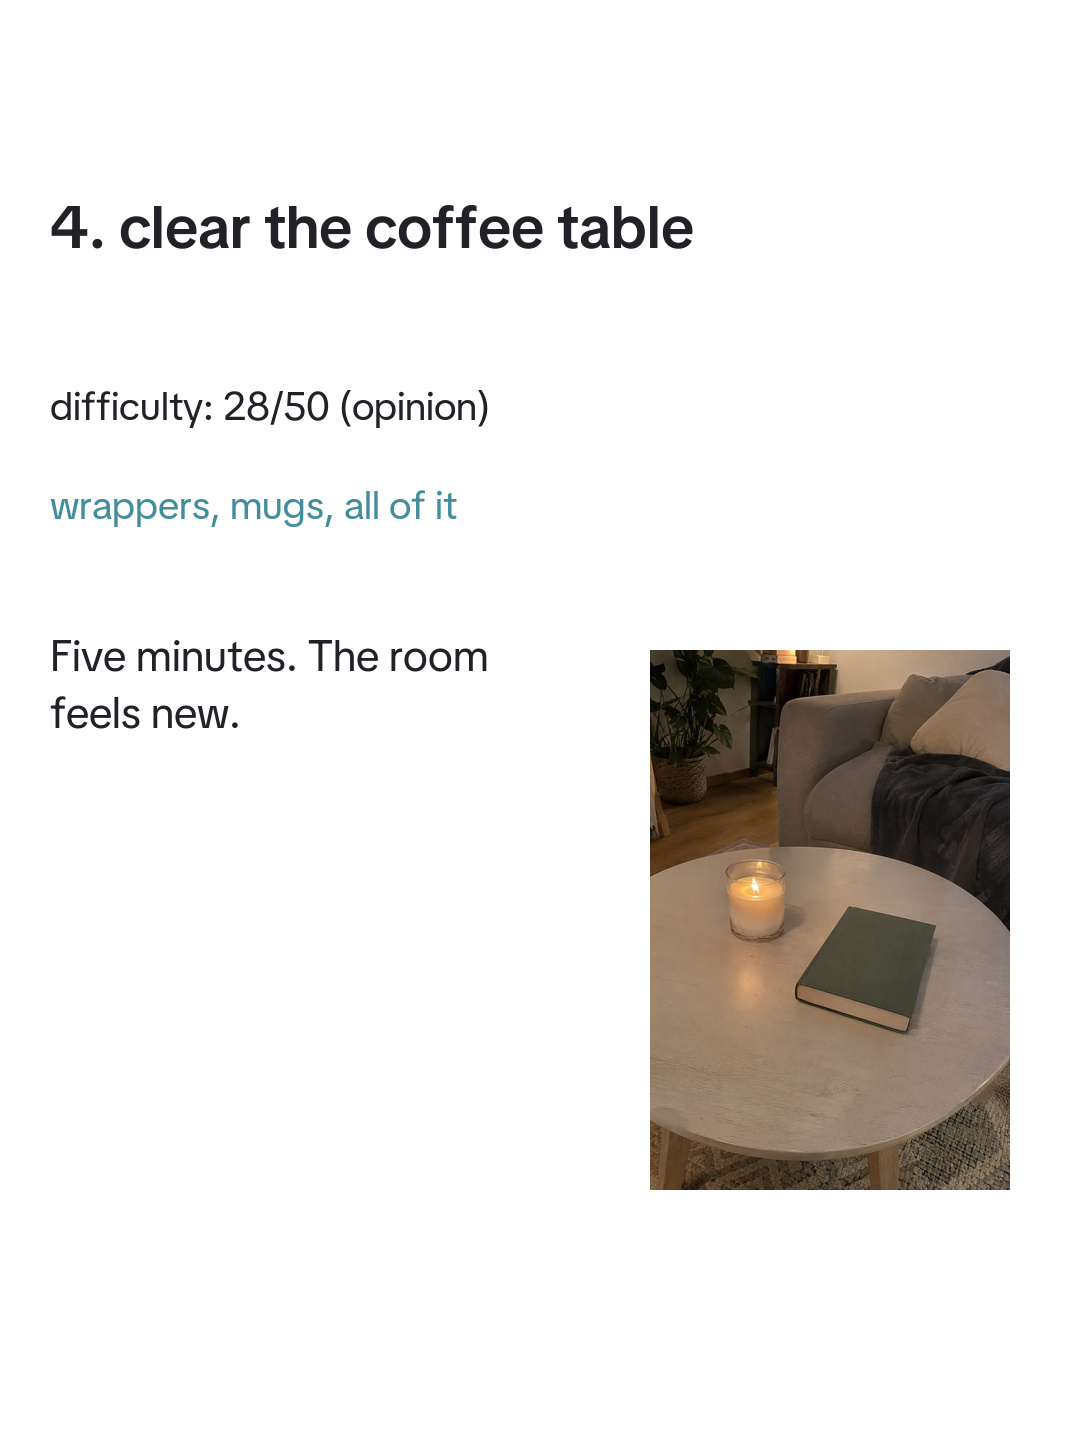 4. clear the coffee table
difficulty: 28/50 (opinion)
wrappers, mugs, all of it
Five minutes. The room
feels new.